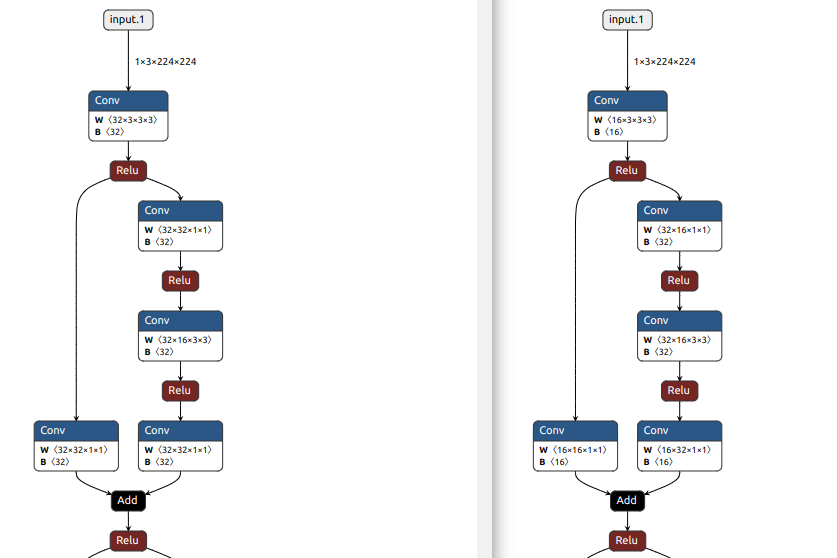 input.1
1×3×224×224
Conv
W 〈32×3×3×3〉
B 〈32〉
Relu
Conv
W 〈32×32×1×1〉
B 〈32〉
Relu
Conv
W 〈32×16×3×3〉
B 〈32〉
Relu
Conv
W 〈32×32×1×1〉
B 〈32〉
Conv
W 〈32×32×1×1〉
B 〈32〉
Add
Relu
input.1
1×3×224×224
Conv
W 〈16×3×3×3〉
B 〈16〉
Relu
Conv
W 〈32×16×1×1〉
B 〈32〉
Relu
Conv
W 〈32×16×3×3〉
B 〈32〉
Relu
Conv
W 〈16×16×1×1〉
B 〈16〉
Conv
W 〈16×32×1×1〉
B 〈16〉
Add
Relu